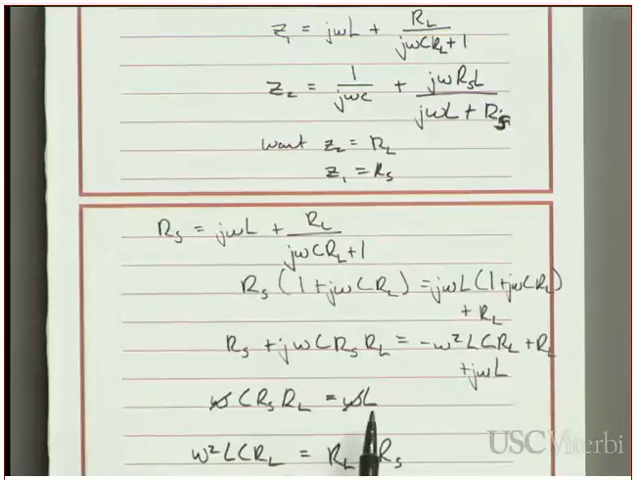 Z₁ = jωL + R_L / (jωCR_L + 1)
Z₂ = 1 / (jωC) + jωR_sL / (jωL + R_s)
want Z₂ = R_L
Z₁ = R_s
R_s = jωL + R_L / (jωCR_L + 1)
R_s (1 + jωCR_L) = jωL (1 + jωCR_L)
+ R_L
R_s + jωCR_sR_L = -ω²LCR_L + R_L
+ jωL
ωCR_sR_L = ωL
ω²LCR_L = R_L R_s
USC Viterbi